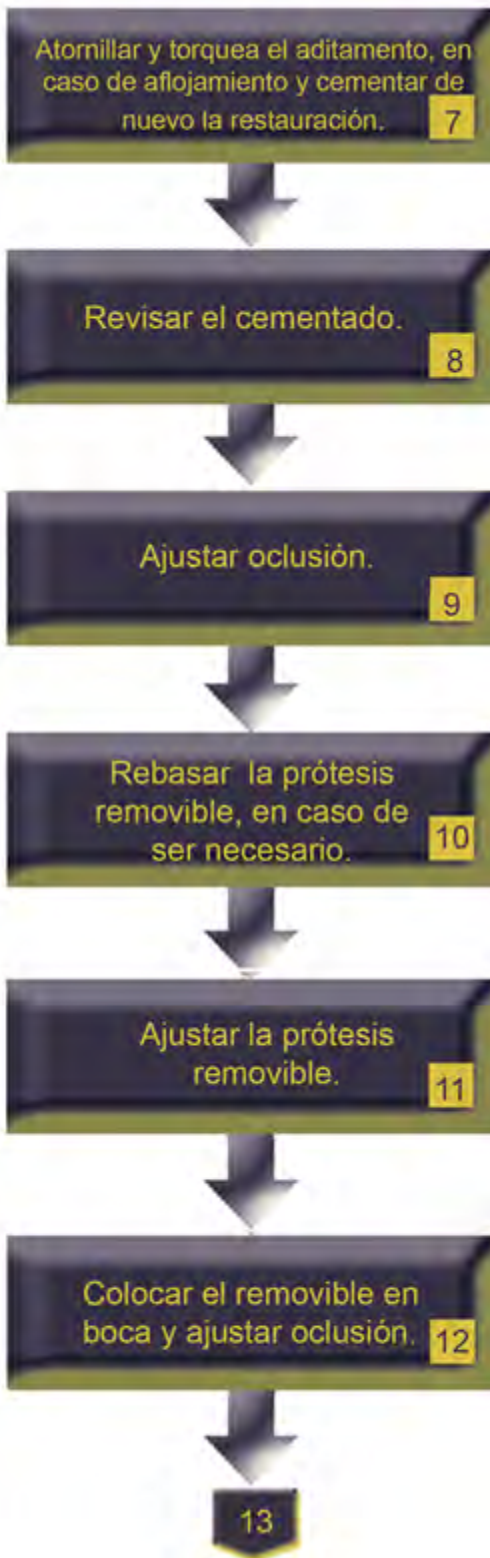 Atornillar y torquea el aditamento, en
caso de aflojamiento y cementar de
nuevo la restauración.
7
Revisar el cementado.
8
Ajustar oclusión.
9
Rebasar la prótesis
removible, en caso de
ser necesario.
10
Ajustar la prótesis
removible.
11
Colocar el removible en
boca y ajustar oclusión.
12
13